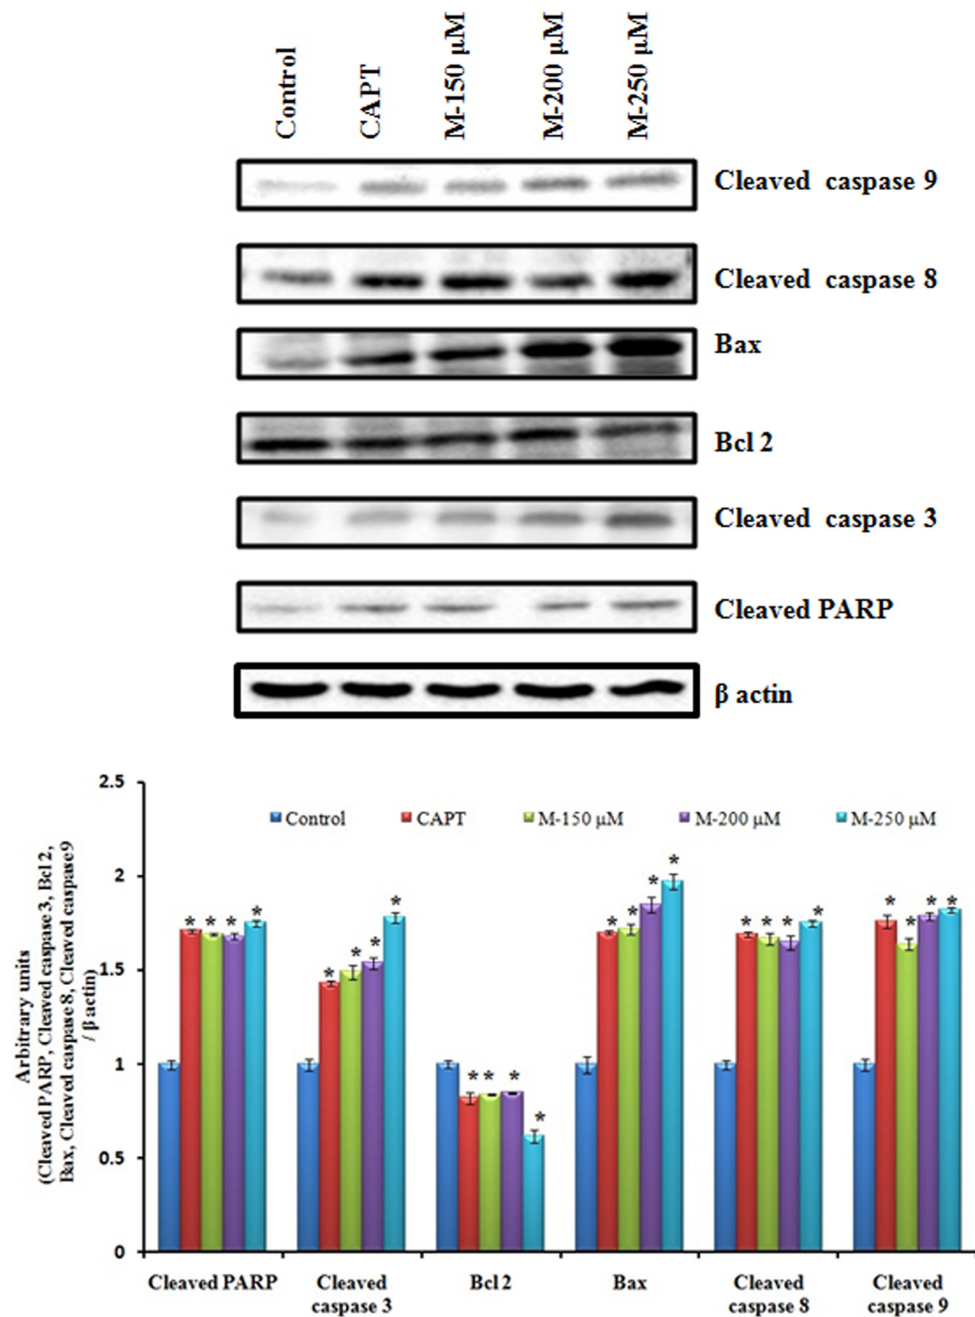 Control
CAPT
M-150 μM
M-200 μM
M-250 μM
Cleaved caspase 9
Cleaved caspase 8
Bax
Bcl 2
Cleaved caspase 3
Cleaved PARP
β actin
Arbitrary units
(Cleaved PARP, Cleaved caspase 3, Bcl 2,
Bax, Cleaved caspase 8, Cleaved caspase9
/ β actin)
2.5
2
1.5
1
0.5
0
Control CAPT M-150 μM M-200 μM M-250 μM
* * * *
* * * *
* * * *
* * * *
* * * *
* * * *
Cleaved PARP
Cleaved
caspase 3
Bcl 2
Bax
Cleaved
caspase 8
Cleaved
caspase 9